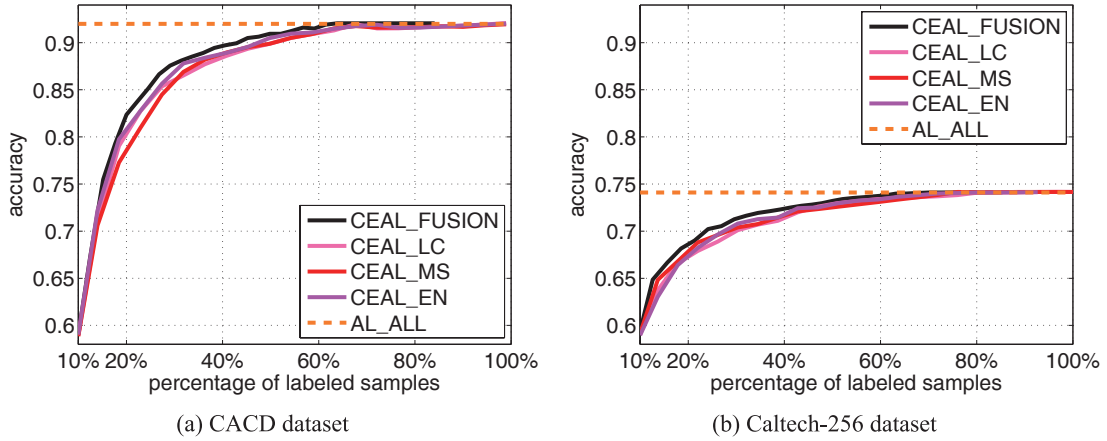 0.9
0.85
0.8
0.75
0.7
0.65
0.6
accuracy
10% 20% 40% 60% 80% 100%
percentage of labeled samples
CEAL_FUSION
CEAL_LC
CEAL_MS
CEAL_EN
AL_ALL
(a) CACD dataset
0.9
0.85
0.8
0.75
0.7
0.65
0.6
accuracy
10% 20% 40% 60% 80% 100%
percentage of labeled samples
CEAL_FUSION
CEAL_LC
CEAL_MS
CEAL_EN
AL_ALL
(b) Caltech-256 dataset